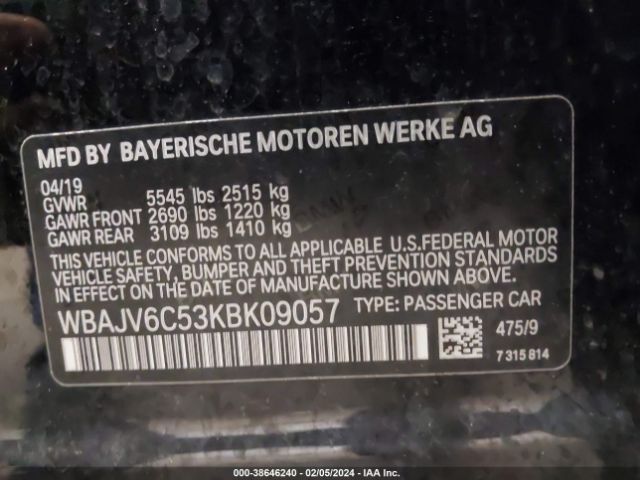 MFD BY BAYERISCHE MOTOREN WERKE AG
04/19
GVWR 5545 lbs 2515 kg
GAWR FRONT 2690 lbs 1220 kg
GAWR REAR 3109 lbs 1410 kg
THIS VEHICLE CONFORMS TO ALL APPLICABLE U.S.FEDERAL MOTOR
VEHICLE SAFETY, BUMPER AND THEFT PREVENTION STANDARDS
IN EFFECT ON THE DATE OF MANUFACTURE SHOWN ABOVE.
WBAJV6C53KBK09057 TYPE: PASSENGER CAR
475/9
7 315 814
000-38646240 - 02/05/2024 - IAA Inc.